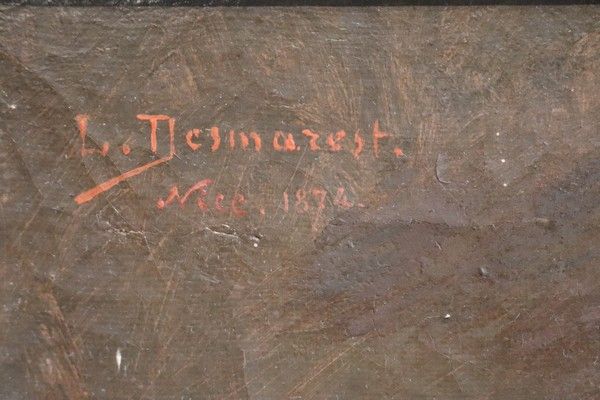 L. Desmarest.
Nice. 1874.